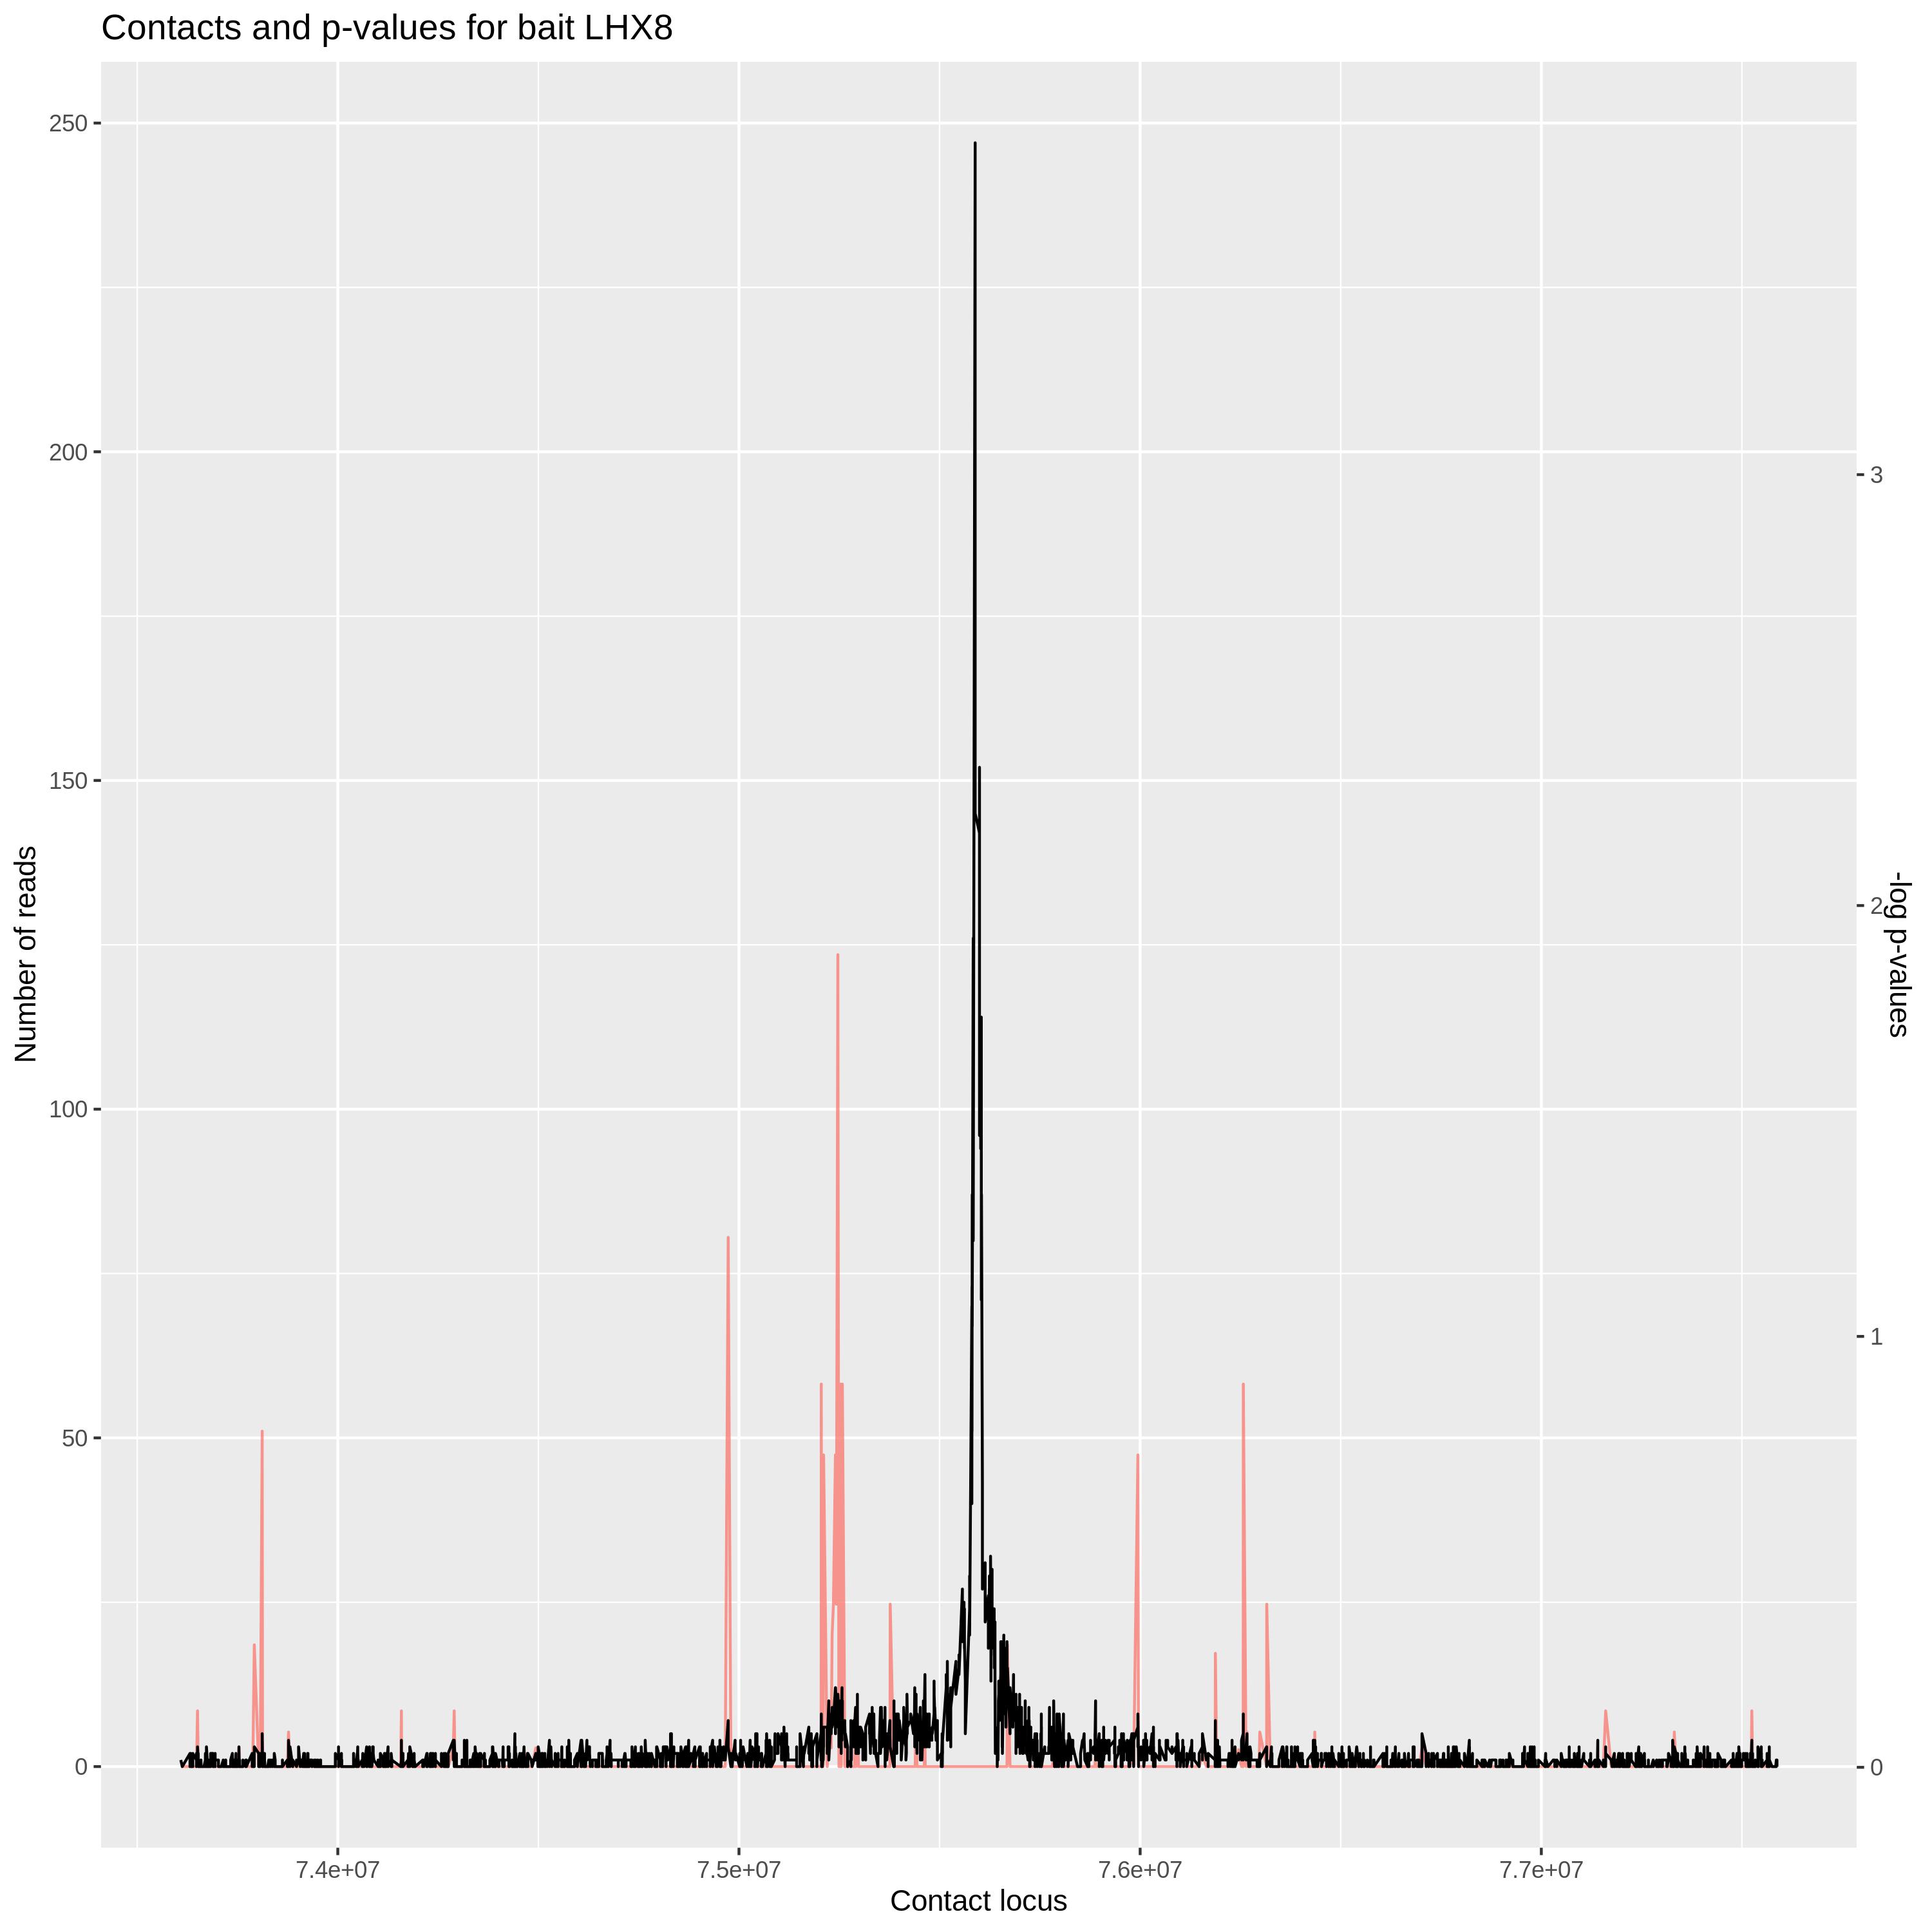 Contacts and p-values for bait LHX8
250
200
150
100
50
0
Number of reads
3
2
1
0
-log p-values
7.4e+07
7.5e+07
7.6e+07
7.7e+07
Contact locus